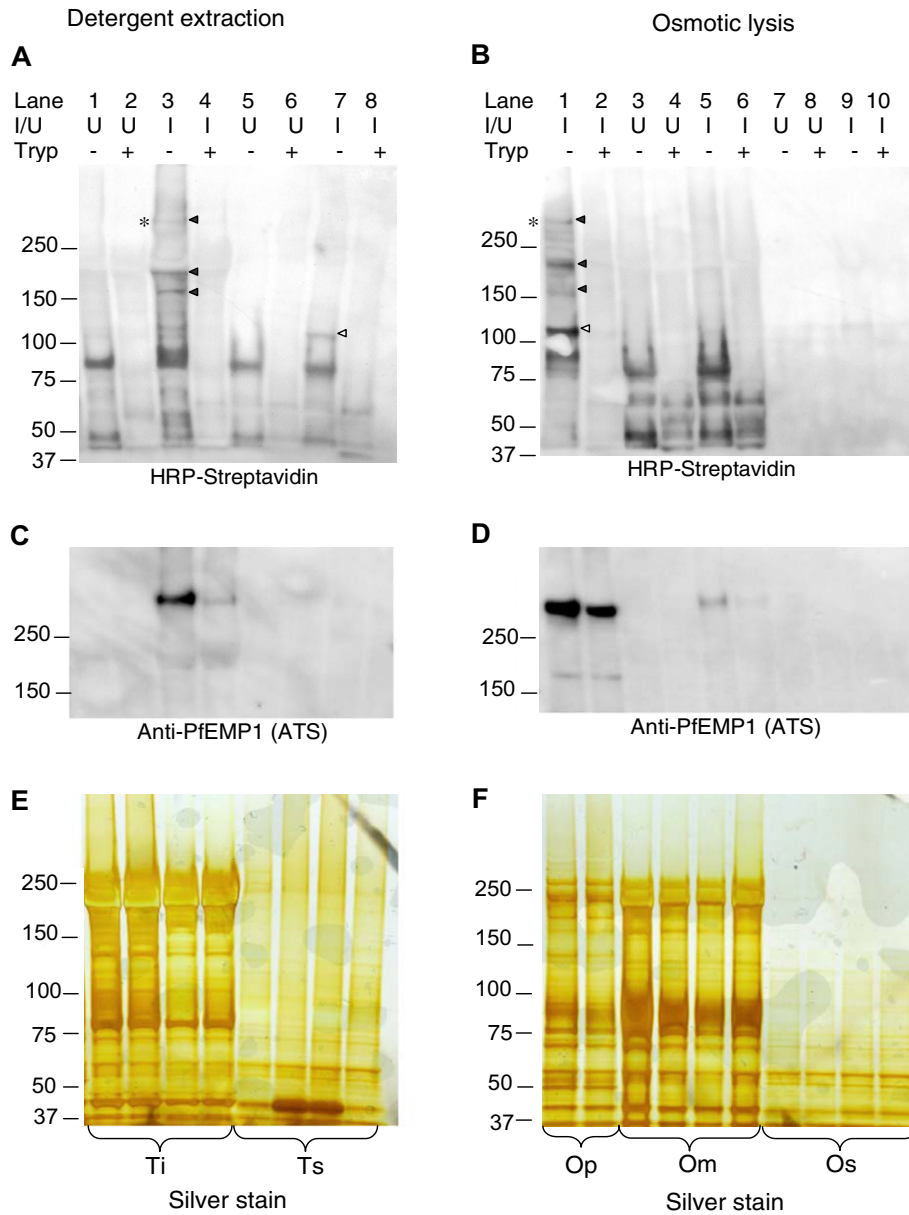 Detergent extraction
Osmotic lysis
A
Lane 1 2 3 4 5 6 7 8
I/U U U I I U U I I
Tryp - + - + - + - +
*
250
150
100
75
50
37
HRP-Streptavidin
B
Lane 1 2 3 4 5 6 7 8 9 10
I/U I I U U I I U U I I
Tryp - + - + - + - + - +
*
250
150
100
75
50
37
HRP-Streptavidin
C
250
150
Anti-PfEMP1 (ATS)
D
250
150
Anti-PfEMP1 (ATS)
E
250
150
100
75
50
37
Ti Ts
Silver stain
F
250
150
100
75
50
37
Op Om Os
Silver stain